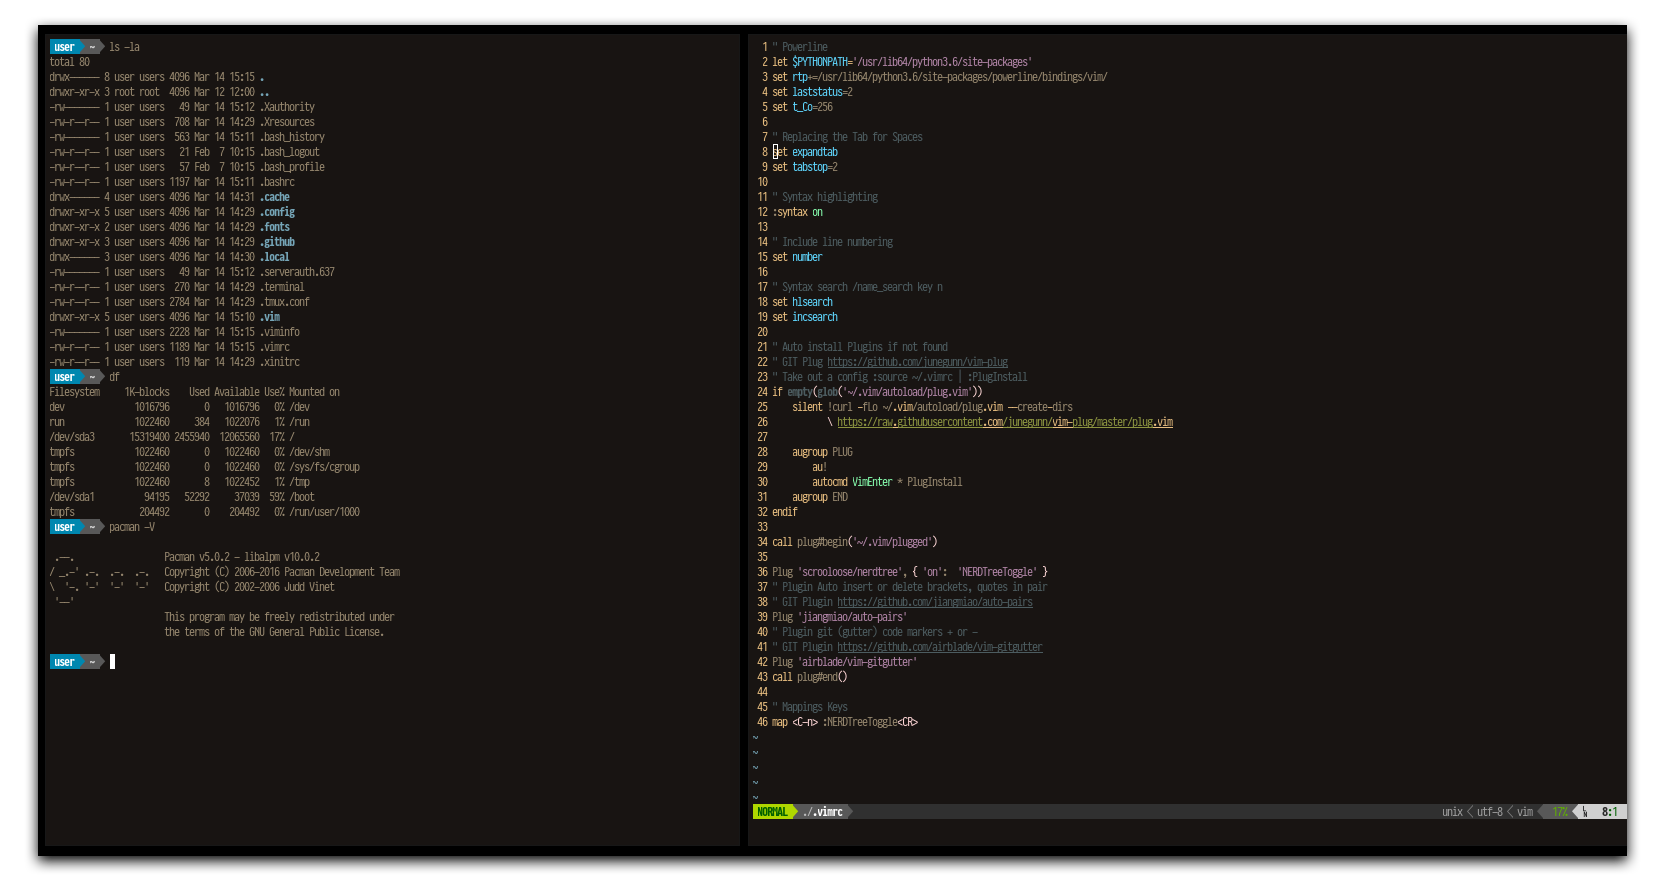 user ~ ls -la
total 80
drwx------ 8 user users 4096 Mar 14 15:15 .
drwxr-xr-x 3 root root  4096 Mar 12 12:00 ..
-rw------- 1 user users   49 Mar 14 15:12 .Xauthority
-rw-r--r-- 1 user users  708 Mar 14 14:29 .Xresources
-rw------- 1 user users  563 Mar 14 15:11 .bash_history
-rw-r--r-- 1 user users   21 Feb  7 10:15 .bash_logout
-rw-r--r-- 1 user users   57 Feb  7 10:15 .bash_profile
-rw-r--r-- 1 user users 1197 Mar 14 15:11 .bashrc
drwx------ 4 user users 4096 Mar 14 14:31 .cache
drwxr-xr-x 5 user users 4096 Mar 14 14:29 .config
drwxr-xr-x 2 user users 4096 Mar 14 14:29 .fonts
drwxr-xr-x 3 user users 4096 Mar 14 14:29 .github
drwx------ 3 user users 4096 Mar 14 14:30 .local
-rw------- 1 user users   49 Mar 14 15:12 .serverauth.637
-rw-r--r-- 1 user users  270 Mar 14 14:29 .terminal
-rw-r--r-- 1 user users 2784 Mar 14 14:29 .tmux.conf
drwxr-xr-x 5 user users 4096 Mar 14 15:10 .vim
-rw------- 1 user users 2228 Mar 14 15:15 .viminfo
-rw-r--r-- 1 user users 1189 Mar 14 15:15 .vimrc
-rw-r--r-- 1 user users  119 Mar 14 14:29 .xinitrc
user ~ df
Filesystem     1K-blocks    Used Available Use% Mounted on
dev              1016796       0   1016796   0% /dev
run              1022460     384   1022076   1% /run
/dev/sda3       15319400 2455940  12065560  17% /
tmpfs            1022460       0   1022460   0% /dev/shm
tmpfs            1022460       0   1022460   0% /sys/fs/cgroup
tmpfs            1022460       8   1022452   1% /tmp
/dev/sda1          94195   52292     37039  59% /boot
tmpfs             204492       0    204492   0% /run/user/1000
user ~ pacman -V
 .--.                  Pacman v5.0.2 - libalpm v10.0.2
/ _.-' .-.  .-.  .-.   Copyright (C) 2006-2016 Pacman Development Team
\  '-. '-'  '-'  '-'   Copyright (C) 2002-2006 Judd Vinet
 '--'
                       This program may be freely redistributed under
                       the terms of the GNU General Public License.
user ~
1 " Powerline
2 let $PYTHONPATH='/usr/lib64/python3.6/site-packages'
3 set rtp+=/usr/lib64/python3.6/site-packages/powerline/bindings/vim/
4 set laststatus=2
5 set t_Co=256
6
7 " Replacing the Tab for Spaces
8 set expandtab
9 set tabstop=2
10
11 " Syntax highlighting
12 :syntax on
13
14 " Include line numbering
15 set number
16
17 " Syntax search /name_search key n
18 set hlsearch
19 set incsearch
20
21 " Auto install Plugins if not found
22 " GIT Plug https://github.com/junegunn/vim-plug
23 " Take out a config :source ~/.vimrc | :PlugInstall
24 if empty(glob('~/.vim/autoload/plug.vim'))
25     silent !curl -fLo ~/.vim/autoload/plug.vim --create-dirs
26            \ https://raw.githubusercontent.com/junegunn/vim-plug/master/plug.vim
27
28     augroup PLUG
29         au!
30         autocmd VimEnter * PlugInstall
31     augroup END
32 endif
33
34 call plug#begin('~/.vim/plugged')
35
36 Plug 'scrooloose/nerdtree', { 'on':  'NERDTreeToggle' }
37 " Plugin Auto insert or delete brackets, quotes in pair
38 " GIT Plugin https://github.com/jiangmiao/auto-pairs
39 Plug 'jiangmiao/auto-pairs'
40 " Plugin git (gutter) code markers + or -
41 " GIT Plugin https://github.com/airblade/vim-gitgutter
42 Plug 'airblade/vim-gitgutter'
43 call plug#end()
44
45 " Mappings Keys
46 map <C-n> :NERDTreeToggle<CR>
~
~
~
~
~
NORMAL ./.vimrc unix utf-8 vim 17% LN 8:1